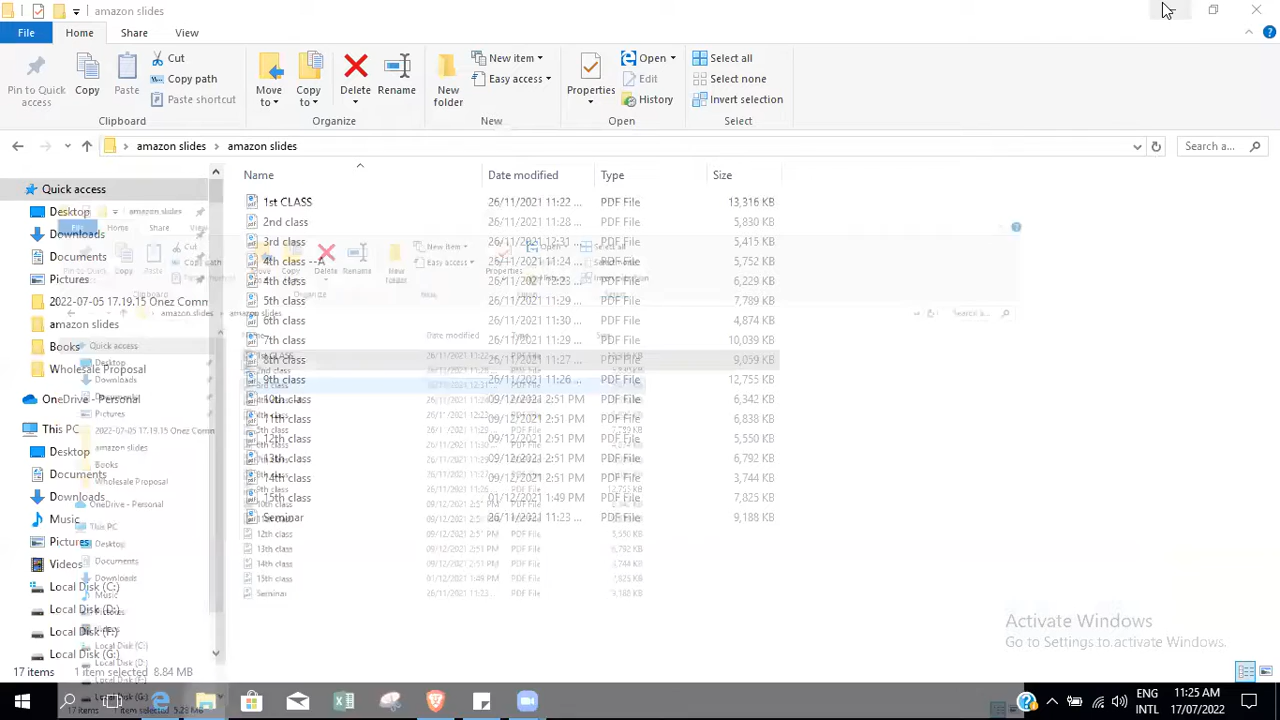 amazon slides
File Home Share View
Pin to Quick access
Copy
Paste
Cut
Copy path
Paste shortcut
Clipboard
Move to
Copy to
Delete
Rename
Organize
New folder
New item
Easy access
New
Properties
Open
Edit
History
Open
Select all
Select none
Invert selection
Select
amazon slides > amazon slides
Search a...
Name Date modified Type Size
1st CLASS 26/11/2021 11:22 ... PDF File 13,316 KB
2nd class 26/11/2021 11:28 ... PDF File 5,830 KB
3rd class 26/11/2021 12:31 ... PDF File 5,415 KB
4th class --A 26/11/2021 11:24 ... PDF File 5,752 KB
4th class 26/11/2021 12:23 ... PDF File 6,229 KB
5th class 26/11/2021 11:29 ... PDF File 7,789 KB
6th class 26/11/2021 11:30 ... PDF File 4,874 KB
7th class 26/11/2021 11:29 ... PDF File 10,039 KB
8th class 26/11/2021 11:27 ... PDF File 9,059 KB
9th class 26/11/2021 11:26 ... PDF File 12,755 KB
10th class 09/12/2021 2:51 PM PDF File 6,342 KB
11th class 09/12/2021 2:51 PM PDF File 6,838 KB
12th class 09/12/2021 2:51 PM PDF File 5,550 KB
13th class 09/12/2021 2:51 PM PDF File 6,792 KB
14th class 09/12/2021 2:51 PM PDF File 3,744 KB
15th class 01/12/2021 1:49 PM PDF File 7,825 KB
Seminar 26/11/2021 11:23 ... PDF File 9,188 KB
Quick access
Desktop
Downloads
Documents
Pictures
2022-07-05 17.19.15 Onez Comm
amazon slides
Books
Wholesale Proposal
OneDrive - Personal
This PC
Desktop
Documents
Downloads
Music
Pictures
Videos
Local Disk (C:)
Local Disk (D:)
Local Disk (F:)
Local Disk (G:)
17 items 1 item selected 8.84 MB
Activate Windows
Go to Settings to activate Windows.
ENG
INTL
11:25 AM
17/07/2022